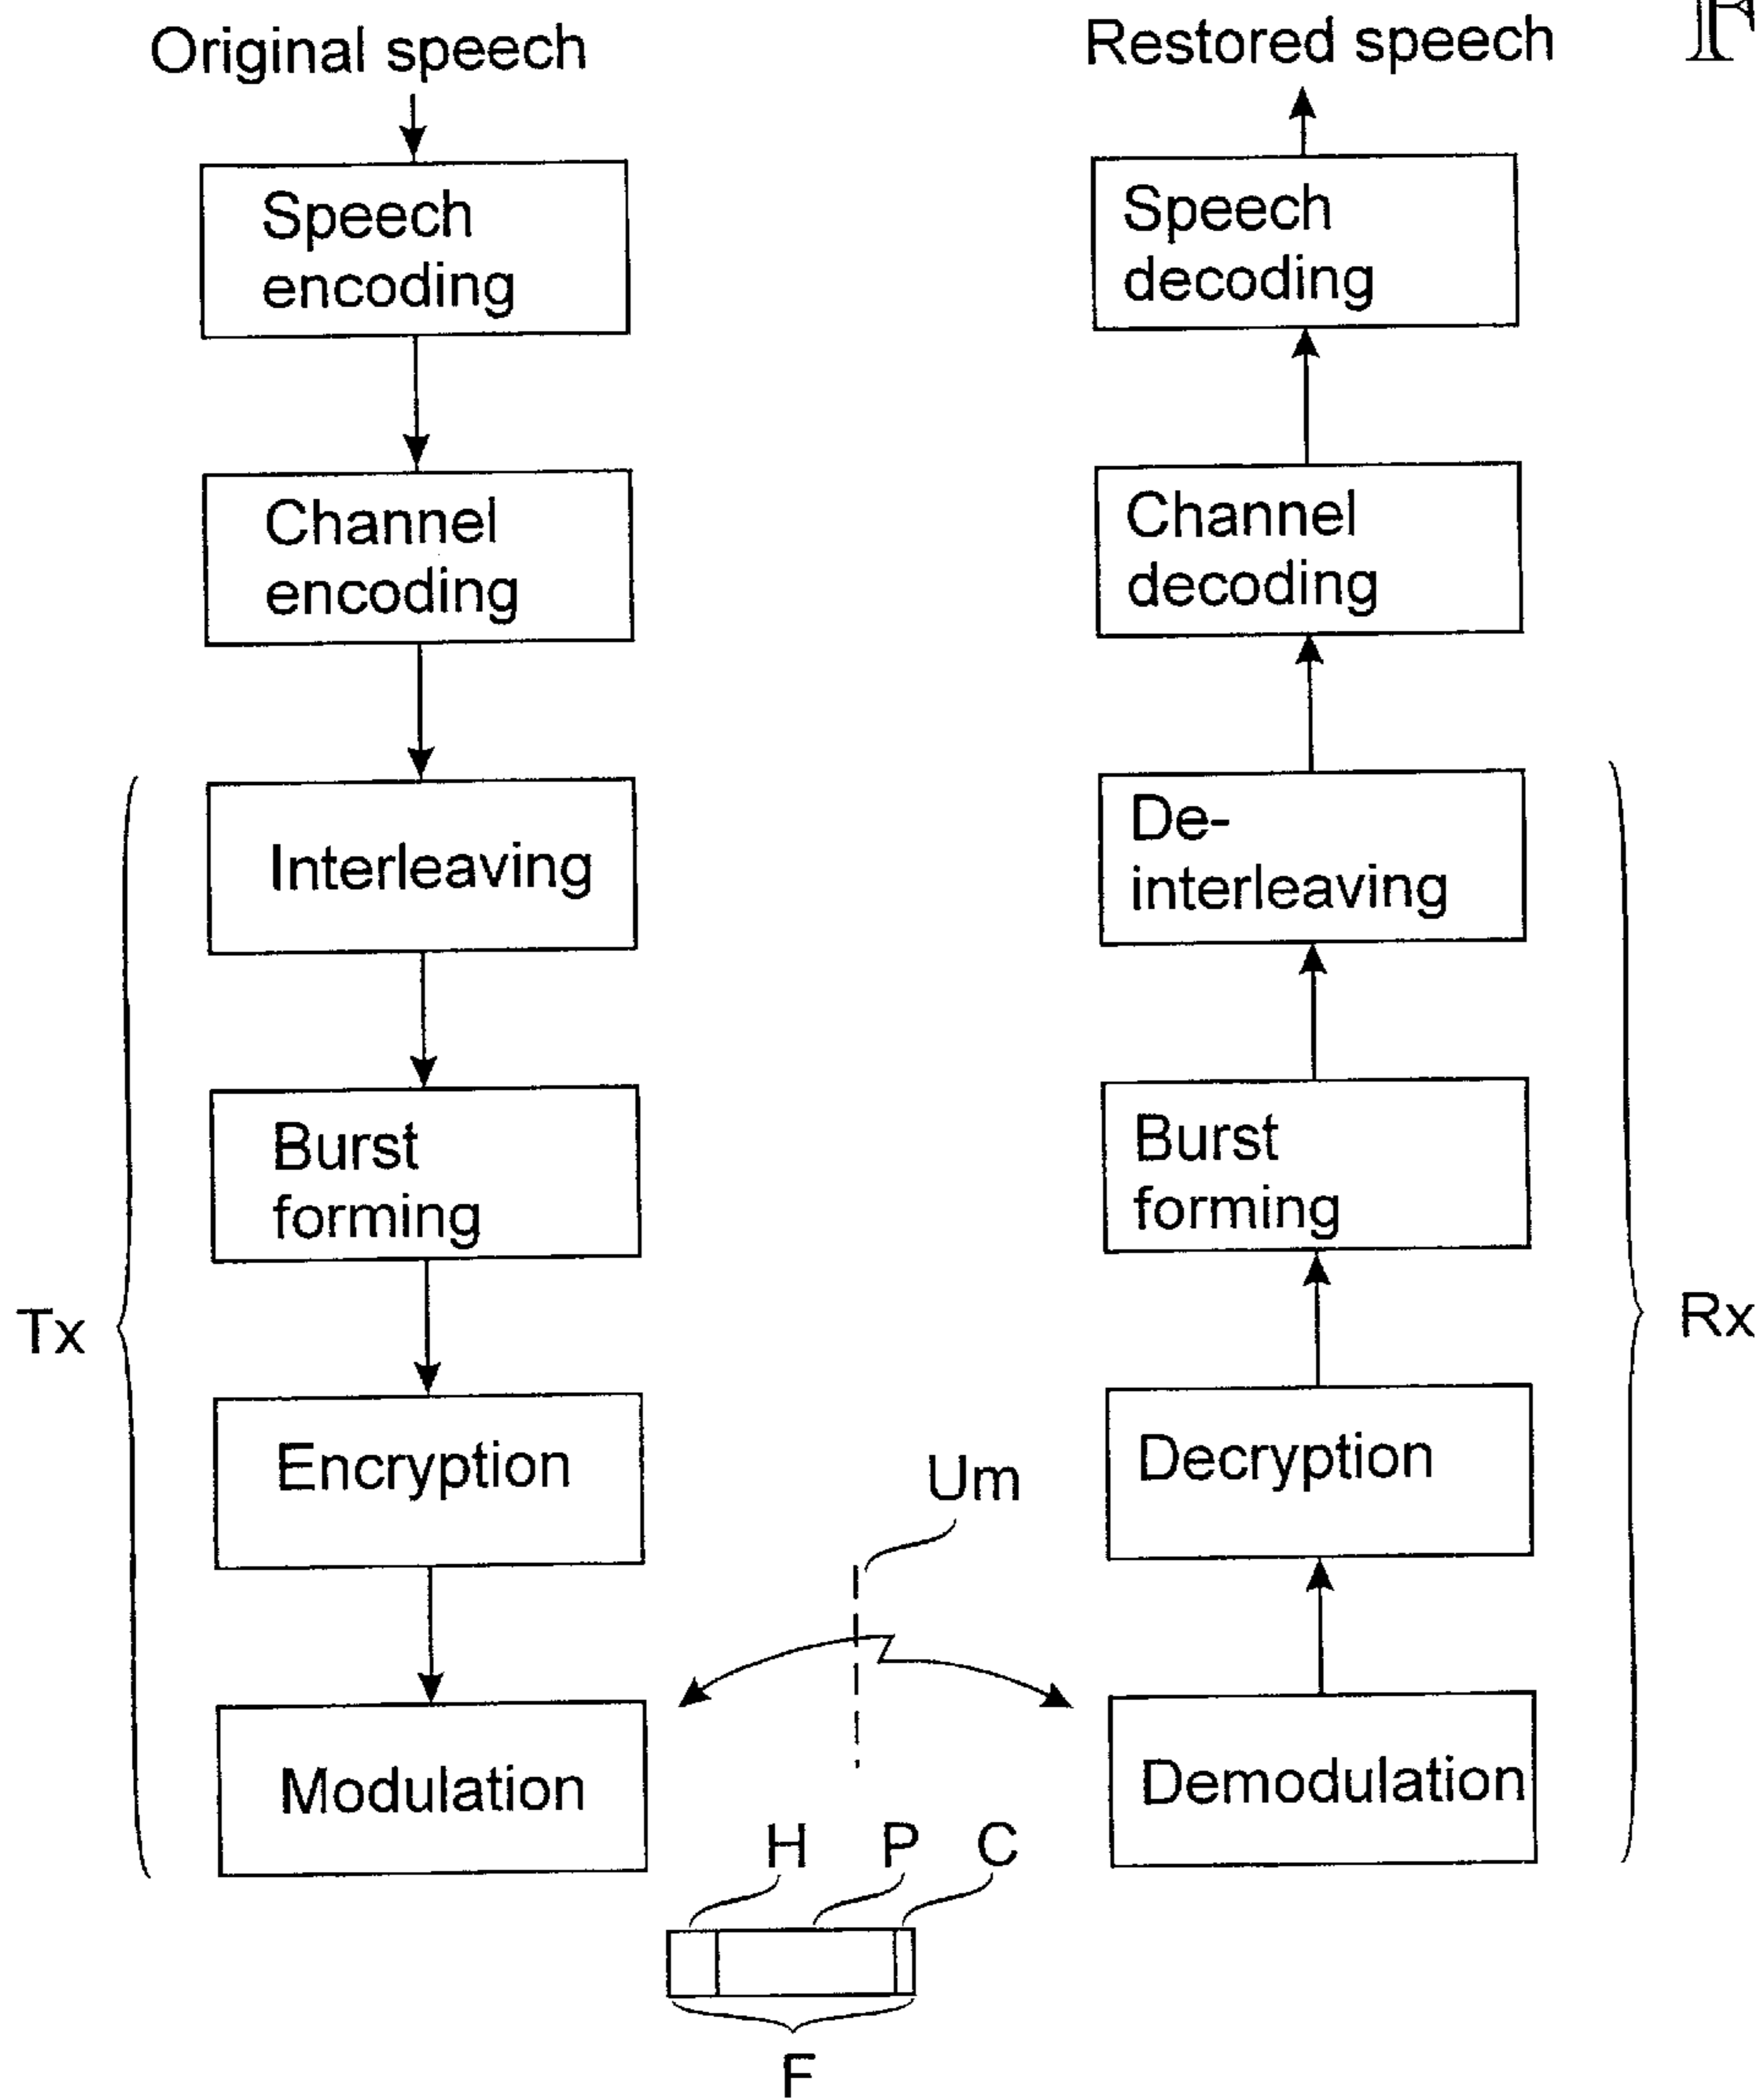 Original speech
Speech
encoding
Channel
encoding
Interleaving
Burst
forming
Encryption
Modulation
Tx
Restored speech
F
Speech
decoding
Channel
decoding
De-
interleaving
Burst
forming
Decryption
Demodulation
Rx
Um
H P C
F